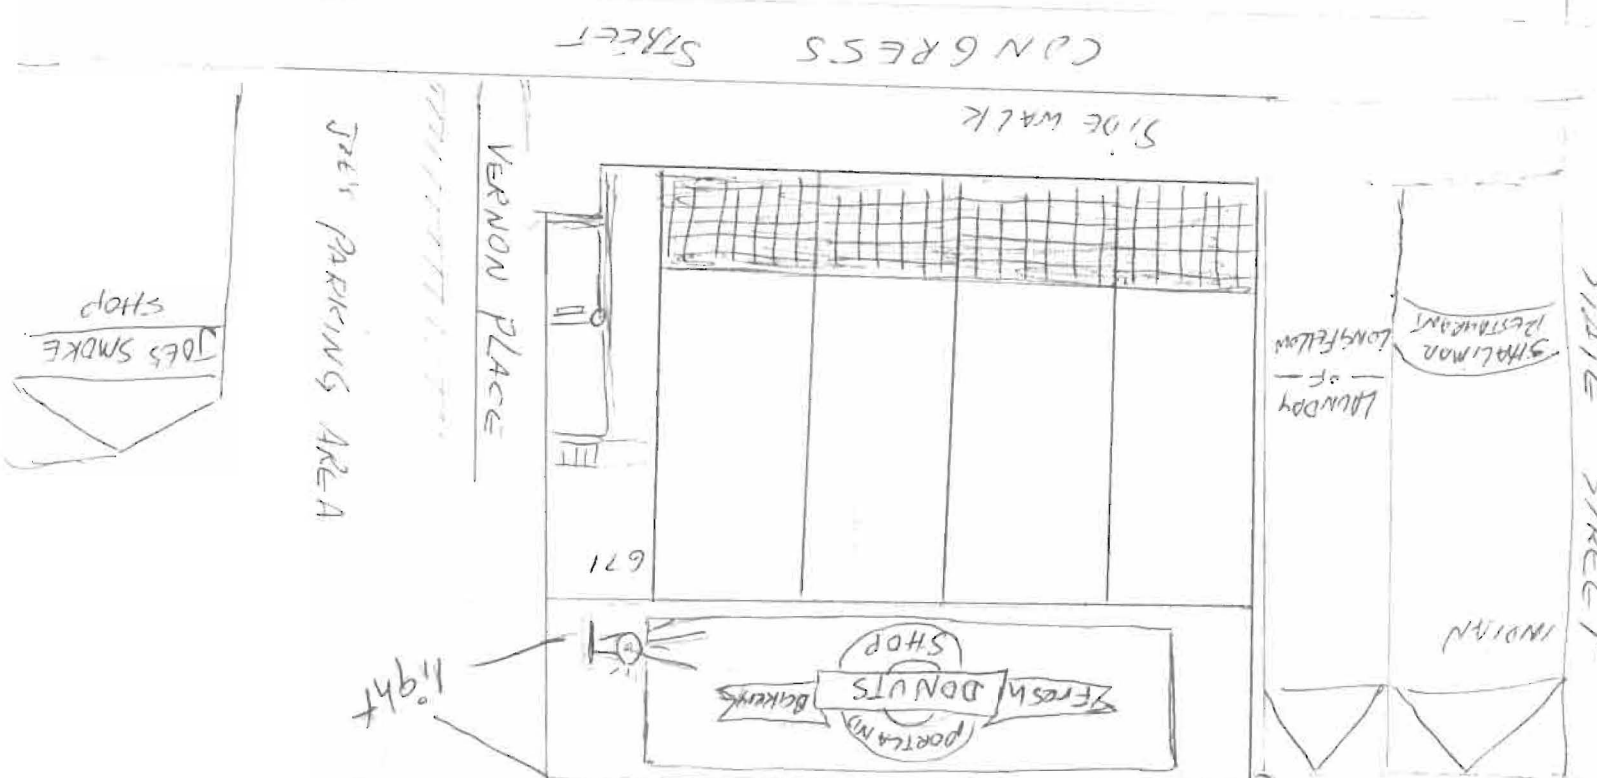 PORTLAND
Fresh DONUTS Bakery
SHOP
light
INDIAN
671
LAUNDRY
OF
LONGFELLOW
SHALIMAR
RESTAURANT
STATE STREET
JOES SMOKE
SHOP
JOE'S PARKING AREA
VERNON PLACE
SIDE WALK
CONGRESS STREET